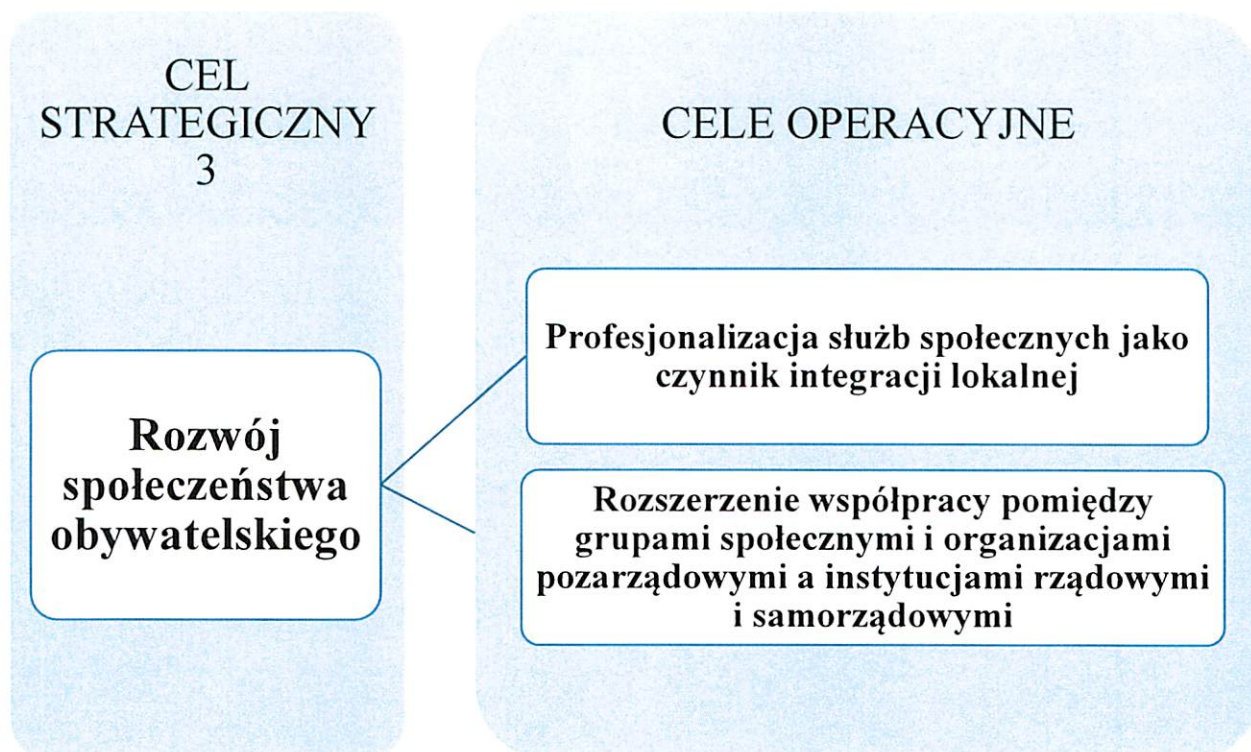 CEL
STRATEGICZNY
3
Rozwój
społeczeństwa
obywatelskiego
CELE OPERACYJNE
Profesjonalizacja służb społecznych jako
czynnik integracji lokalnej
Rozszerzenie współpracy pomiędzy
grupami społecznymi i organizacjami
pozarządowymi a instytucjami rządowymi
i samorządowymi